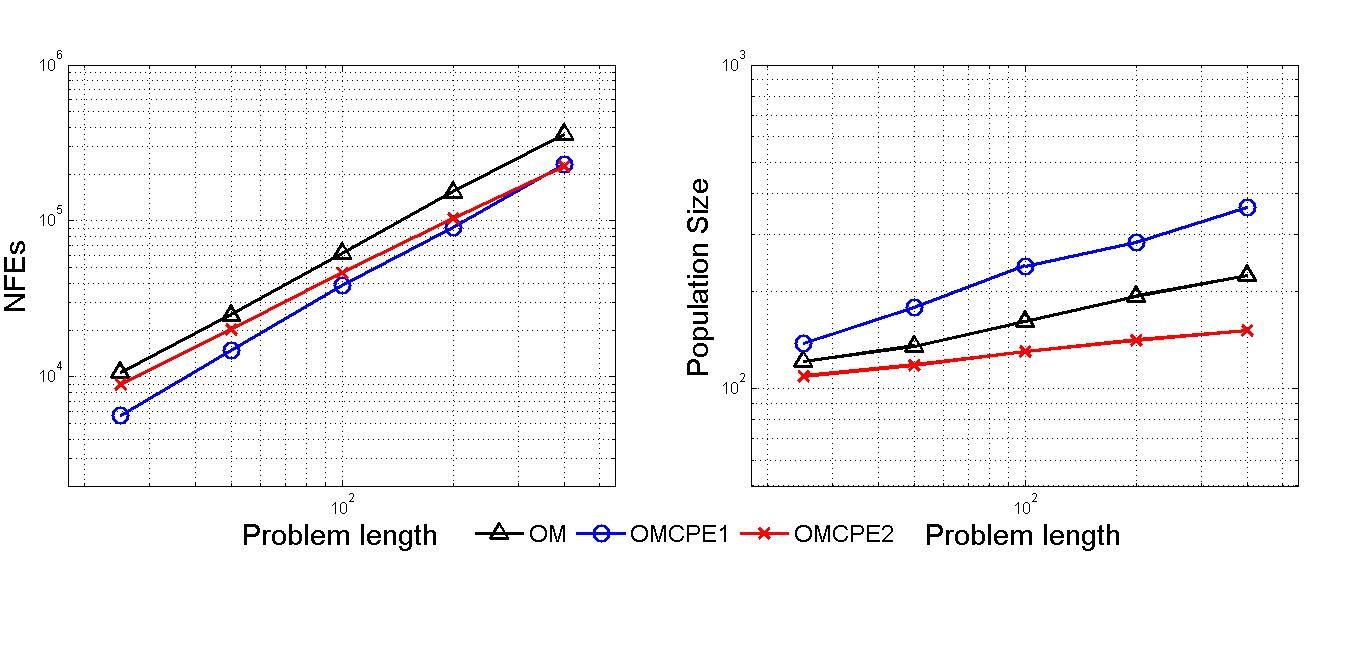 10^6
10^5
10^4
NFEs
10^2
Problem length
10^3
10^2
Population Size
10^2
Problem length
OM
OMCPE1
OMCPE2